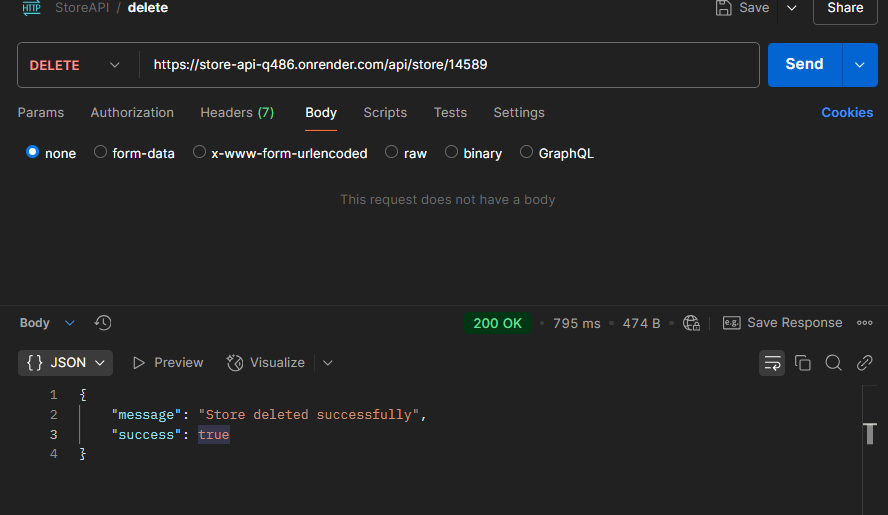 HTTP StoreAPI / delete Save Share
DELETE https://store-api-q486.onrender.com/api/store/14589 Send
Params Authorization Headers (7) Body Scripts Tests Settings Cookies
none form-data x-www-form-urlencoded raw binary GraphQL
This request does not have a body
Body 200 OK 795 ms 474 B e.g. Save Response
{} JSON Preview Visualize
1 {
2 "message": "Store deleted successfully",
3 "success": true
4 }